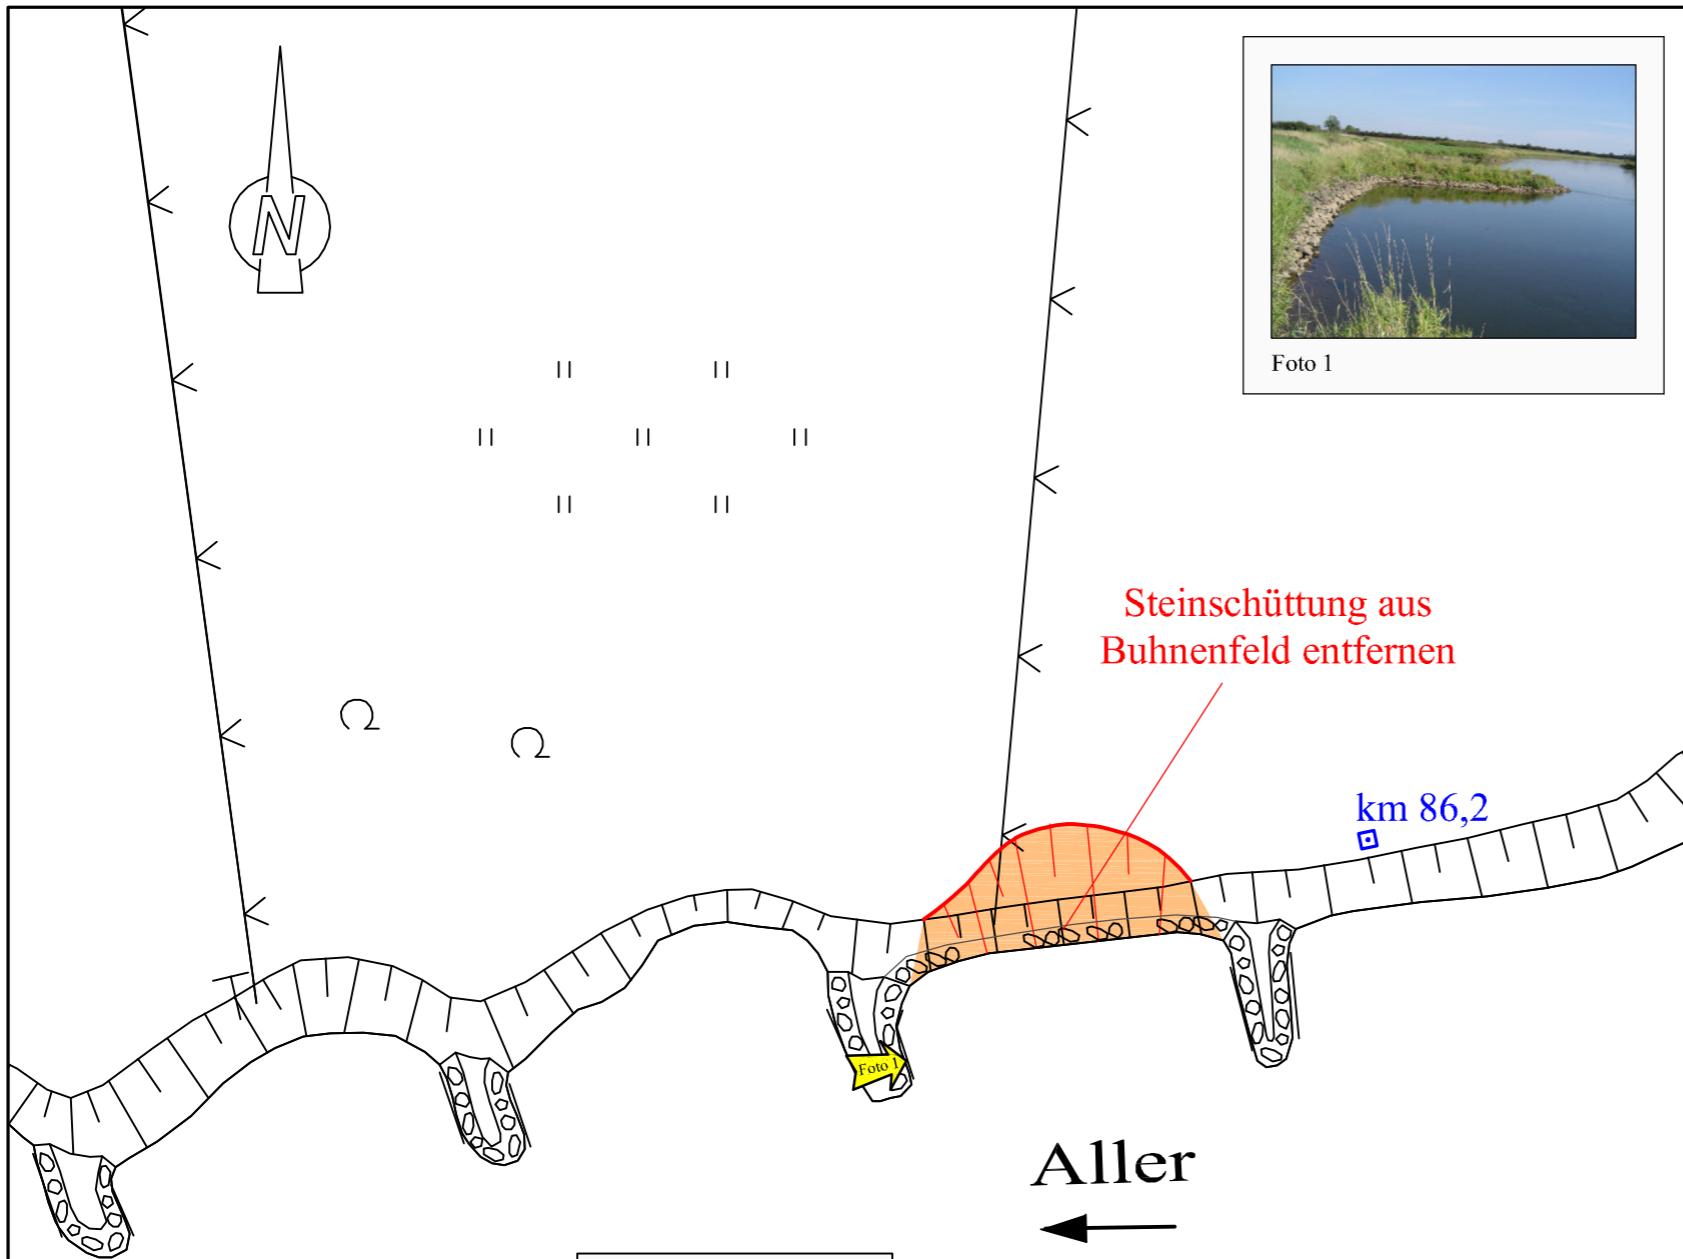 N
Foto 1
Steinschüttung aus
Buhnenfeld entfernen
km 86,2
Foto 1
Aller